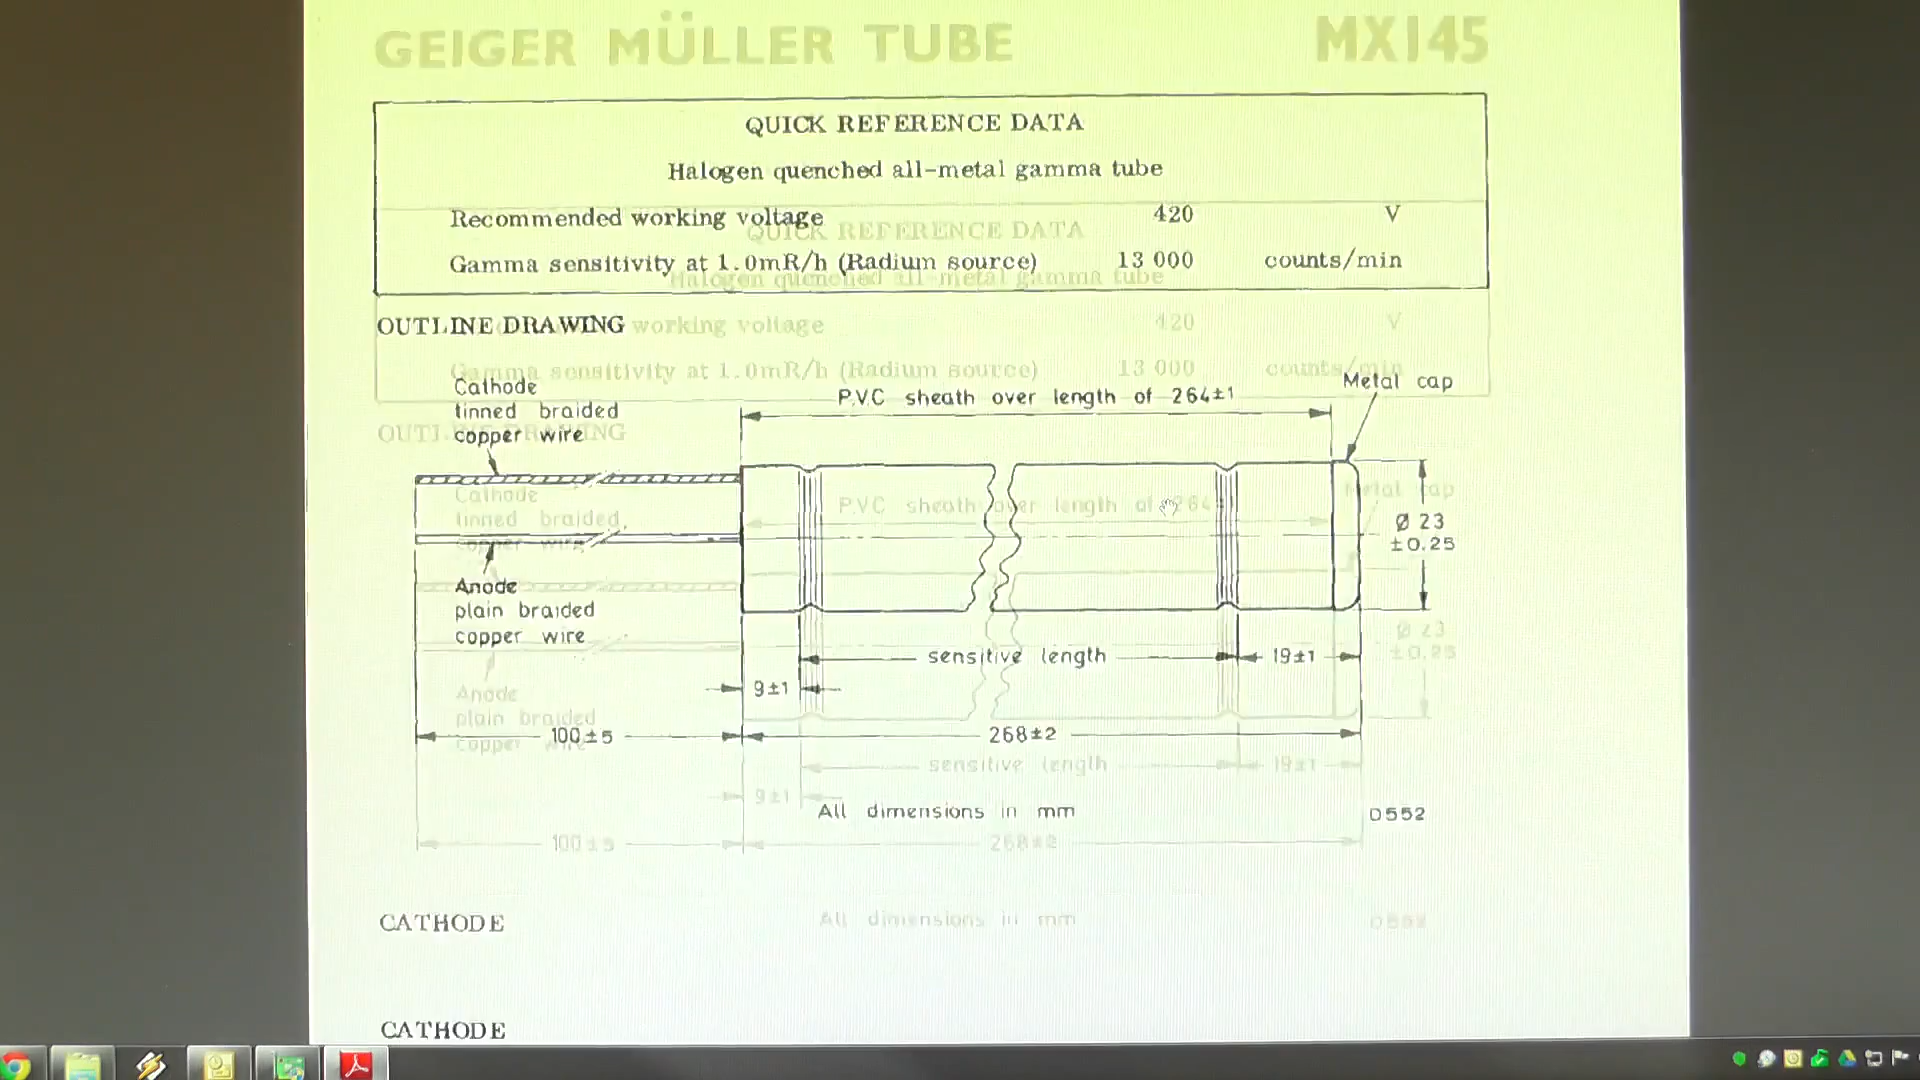 GEIGER MÜLLER TUBE MX145
QUICK REFERENCE DATA
Halogen quenched all-metal gamma tube
Recommended working voltage 420 V
Gamma sensitivity at 1.0mR/h (Radium source) 13 000 counts/min
OUTLINE DRAWING
Cathode
tinned braided
copper wire
P.V.C sheath over length of 264±1
Metal cap
Ø 23
±0.25
Anode
plain braided
copper wire
sensitive length
19±1
9±1
100±5
268±2
All dimensions in mm
D552
CATHODE
CATHODE